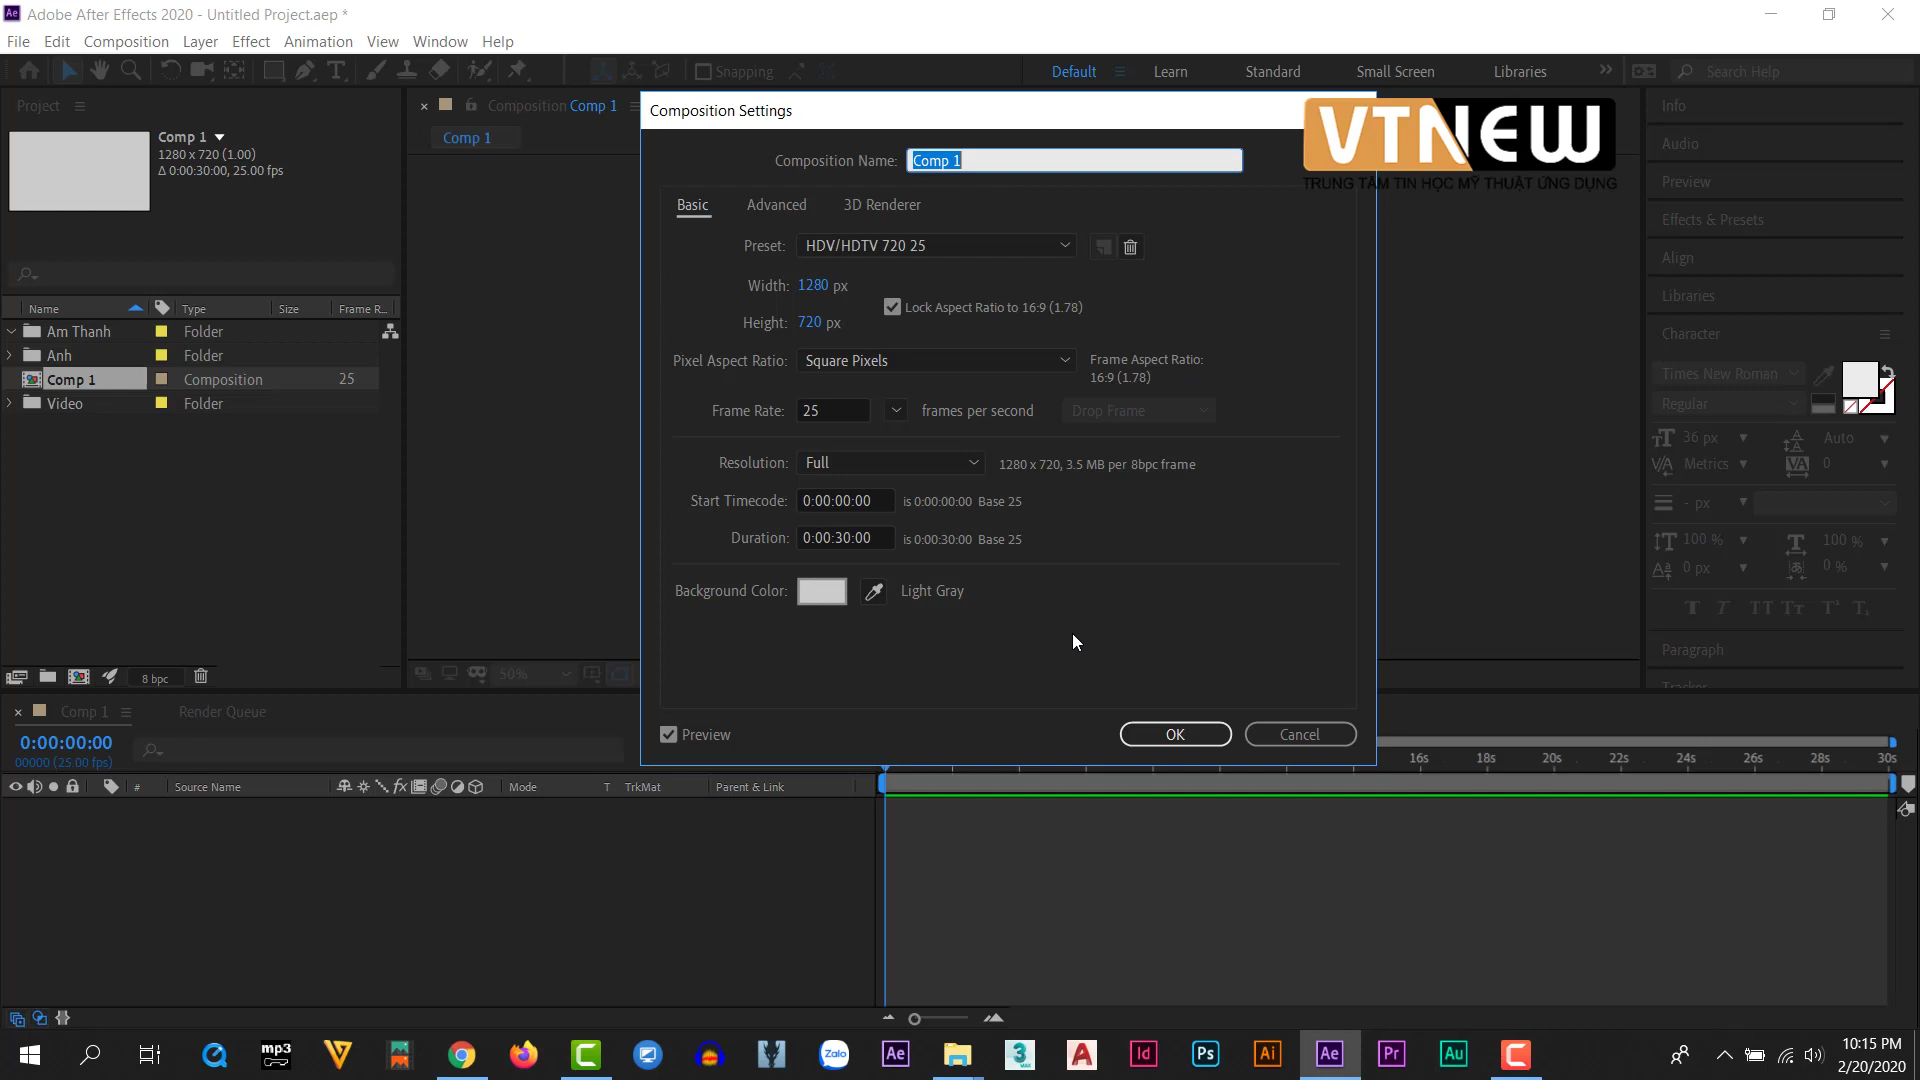 Adobe After Effects 2020 - Untitled Project.aep *
File Edit Composition Layer Effect Animation View Window Help
Snapping
Default Learn Standard Small Screen Libraries
Search Help
Project
Comp 1
1280 x 720 (1.00)
Δ 0:00:30:00, 25.00 fps
Name Type Size Frame R...
Am Thanh Folder
Anh Folder
Comp 1 Composition 25
Video Folder
8 bpc
Composition Comp 1
Comp 1
50%
Composition Settings
Composition Name: Comp 1
Basic Advanced 3D Renderer
Preset: HDV/HDTV 720 25
Width: 1280 px
Lock Aspect Ratio to 16:9 (1.78)
Height: 720 px
Pixel Aspect Ratio: Square Pixels
Frame Aspect Ratio:
16:9 (1.78)
Frame Rate: 25 frames per second Drop Frame
Resolution: Full 1280 x 720, 3.5 MB per 8bpc frame
Start Timecode: 0:00:00:00 is 0:00:00:00 Base 25
Duration: 0:00:30:00 is 0:00:30:00 Base 25
Background Color: Light Gray
Preview OK Cancel
VTNEW
TRUNG TÂM TIN HỌC MỸ THUẬT ỨNG DỤNG
Info
Audio
Preview
Effects & Presets
Align
Libraries
Character
Times New Roman
Regular
36 px Auto
Metrics 0
- px
100 % 100 %
0 px 0 %
T T TT Tт T¹ T₁
Paragraph
Tracker
Comp 1 Render Queue
0:00:00:00
00000 (25.00 fps)
# Source Name fx Mode T TrkMat Parent & Link
16s 18s 20s 22s 24s 26s 28s 30s
mp3 Zalo Ae 3 MAX A Id Ps Ai Ae Pr Au C
10:15 PM
2/20/2020